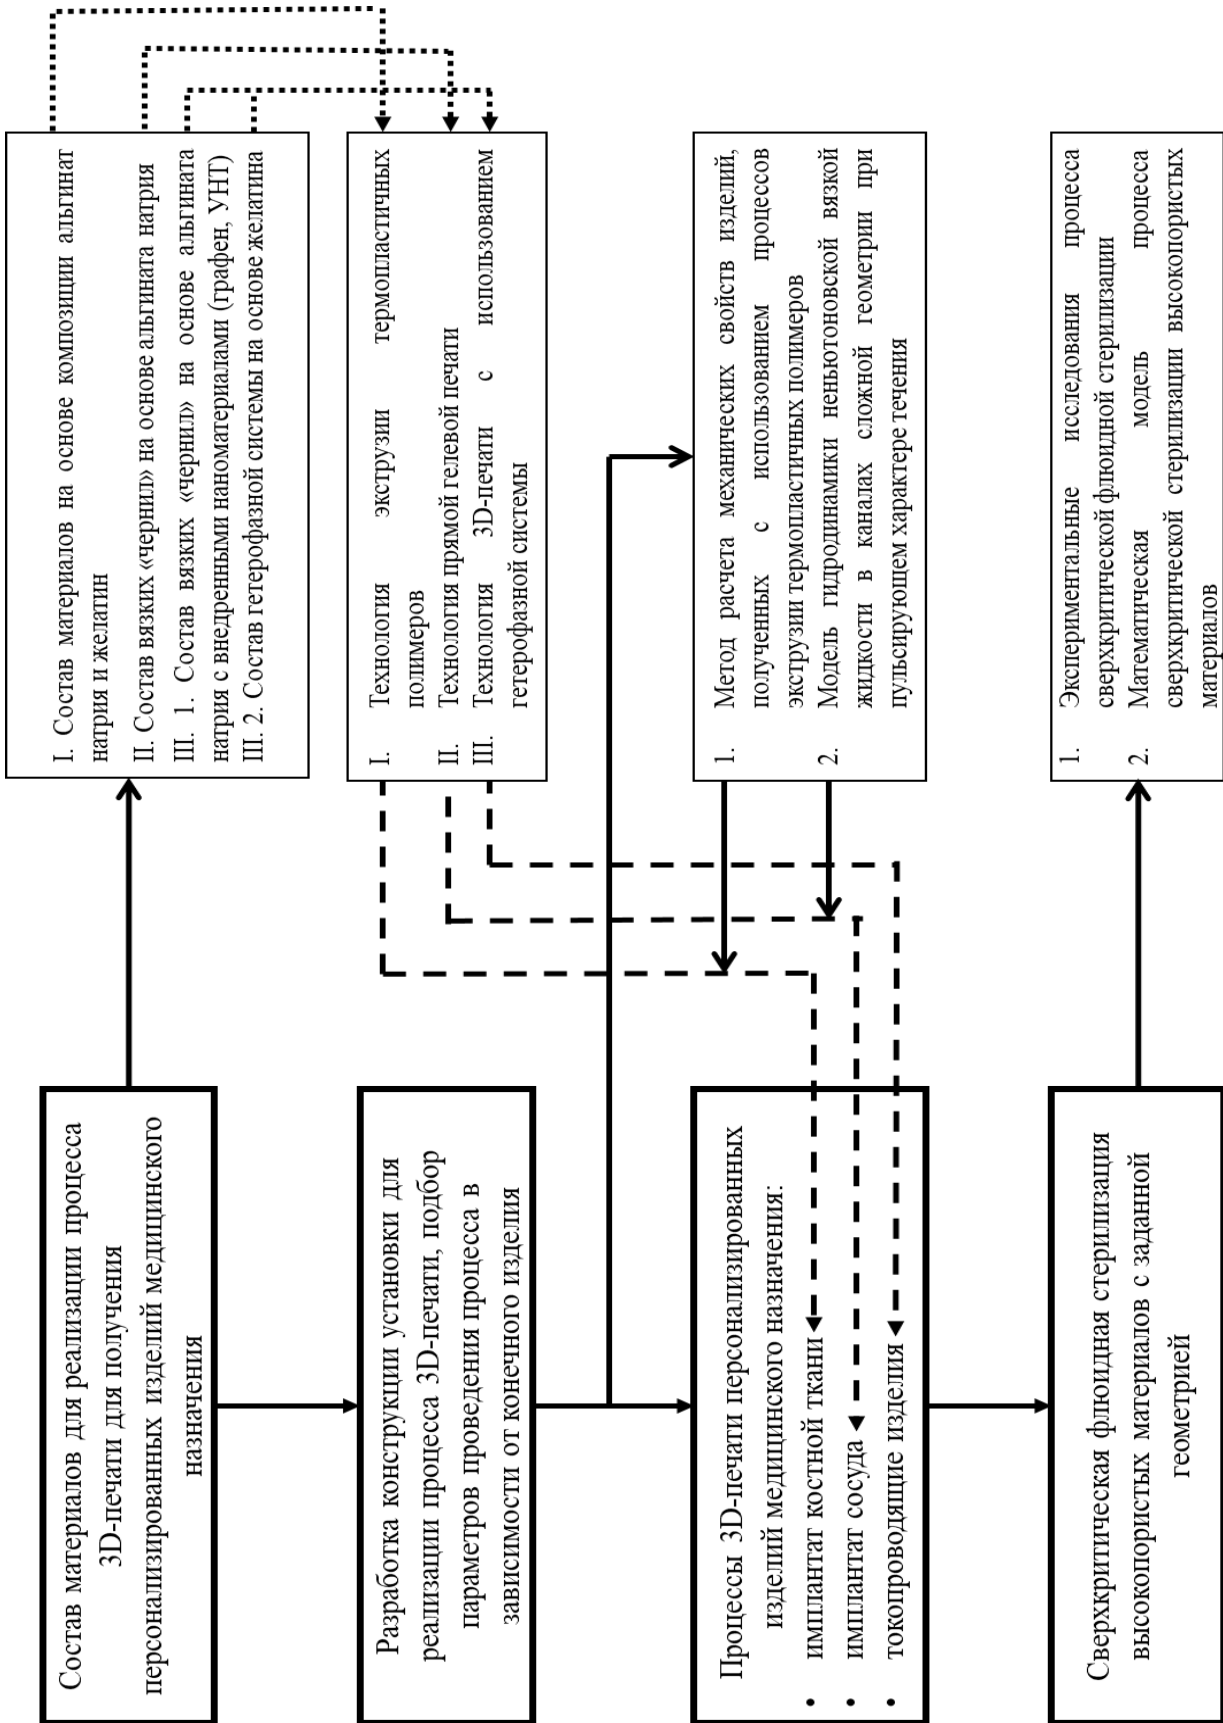 Состав материалов для реализации процесса
3D-печати для получения
персонализированных изделий медицинского
назначения
I. Состав материалов на основе композиции альгинат
натрия и желатин
II. Состав вязких «чернил» на основе альгината натрия
III. 1. Состав вязких «чернил» на основе альгината
натрия с внедренными наноматериалами (графен, УНТ)
III. 2. Состав гетерофазной системы на основе желатина
Разработка конструкции установки для
реализации процесса 3D-печати, подбор
параметров проведения процесса в
зависимости от конечного изделия
I. Технология экструзии термопластичных
полимеров
II. Технология прямой гелевой печати
III. Технология 3D-печати с использованием
гетерофазной системы
Процессы 3D-печати персонализированных
изделий медицинского назначения:
• имплантат костной ткани
• имплантат сосуда
• токопроводящие изделия
1. Метод расчета механических свойств изделий,
полученных с использованием процессов
экструзии термопластичных полимеров
2. Модель гидродинамики неньютоновской вязкой
жидкости в каналах сложной геометрии при
пульсирующем характере течения
Сверхкритическая флюидная стерилизация
высокопористых материалов с заданной
геометрией
1. Экспериментальные исследования процесса
сверхкритической флюидной стерилизации
2. Математическая модель процесса
сверхкритической стерилизации высокопористых
материалов